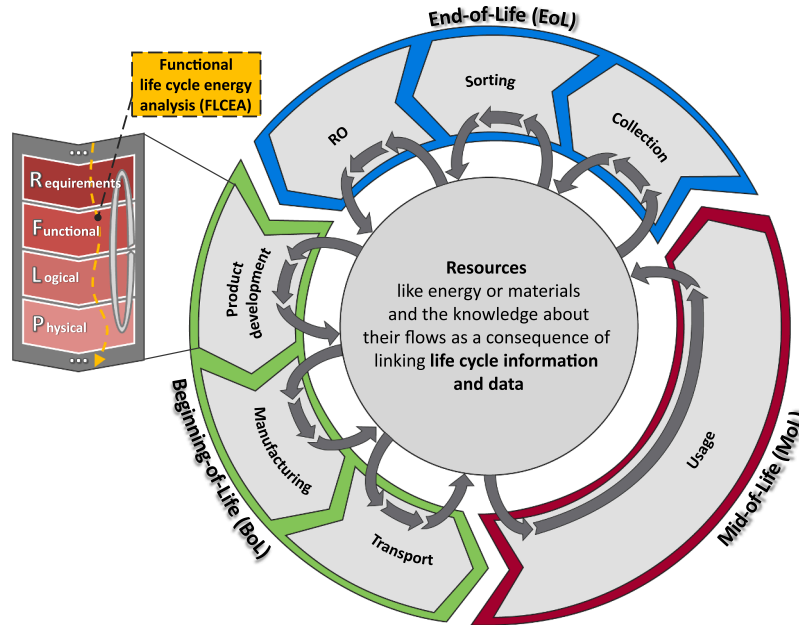 End-of-Life (EoL)
Functional
life cycle energy
analysis (FLCEA)
Sorting
RO
Collection
Requirements
Functional
Logical
Physical
Product
development
Resources
like energy or materials
and the knowledge about
their flows as a consequence of
linking life cycle information
and data
Manufacturing
Transport
Usage
Beginning-of-Life (BoL)
Mid-of-Life (MoL)